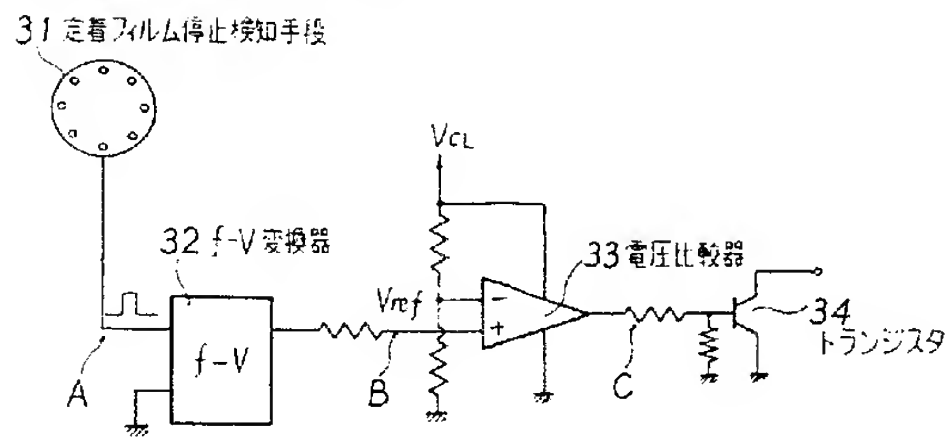 31 定着フィルム停止検知手段
VCL
32 f-V 変換器
33 電圧比較器
Vref
−
+
34
トランジスタ
f-V
A
B
C